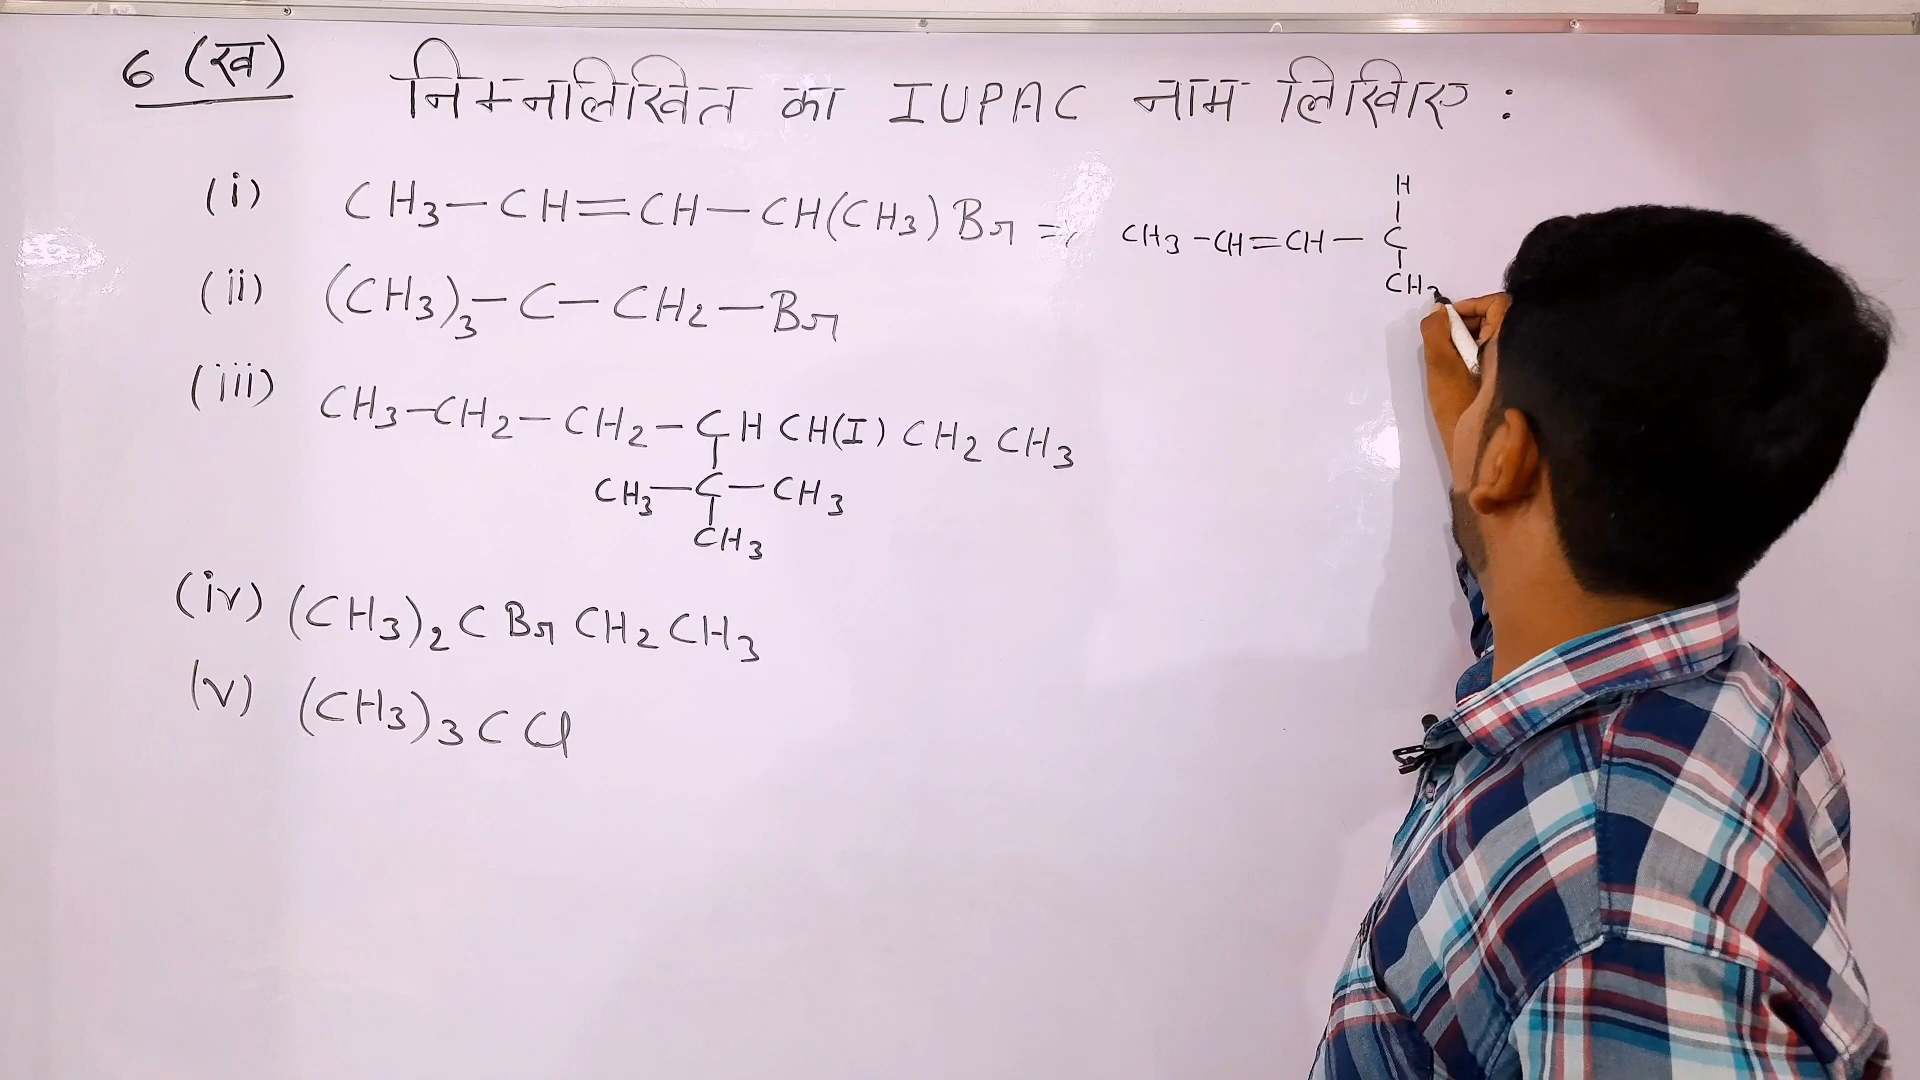 6 (ख) निम्नलिखित का IUPAC नाम लिखिए :
(i) CH3-CH=CH-CH(CH3)Br => CH3-CH=CH-C
H
CH3
(ii) (CH3)3-C-CH2-Br
(iii) CH3-CH2-CH2-CH CH(I) CH2 CH3
CH3-C-CH3
CH3
(iv) (CH3)2 C Br CH2 CH3
(v) (CH3)3 C Cl